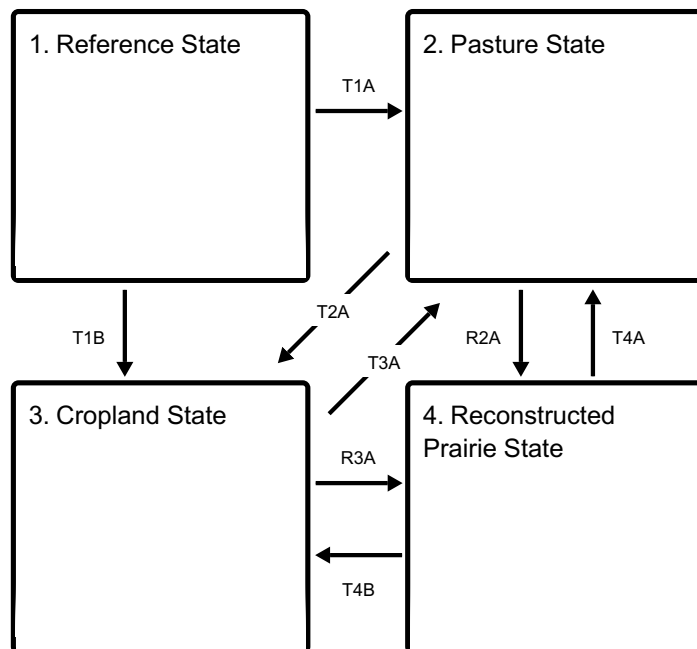 1. Reference State
2. Pasture State
T1A
T2A
T1B
T3A
R2A
T4A
3. Cropland State
4. Reconstructed
Prairie State
R3A
T4B